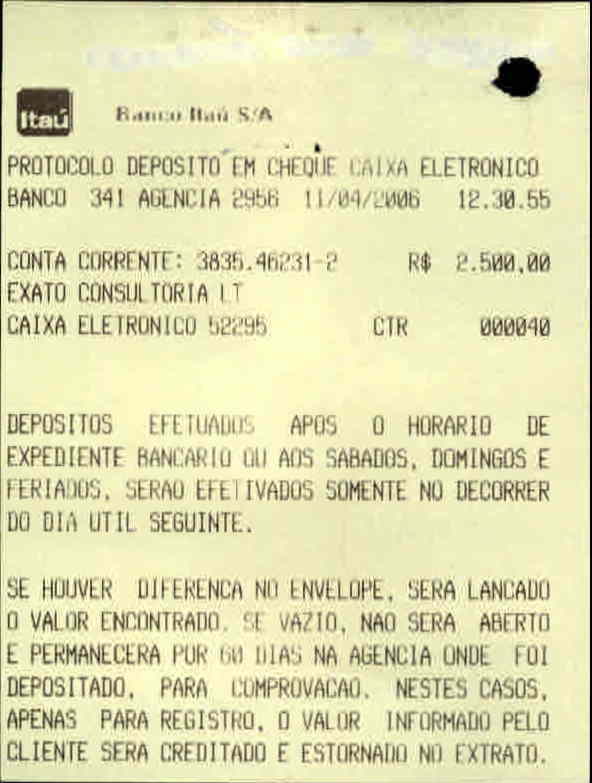 Itaú
Banco Itaú S/A
PROTOCOLO DEPOSITO EM CHEQUE CAIXA ELETRONICO
BANCO 341 AGENCIA 2956 11/04/2006 12.30.55
CONTA CORRENTE: 3835.46231-2 R$ 2.500,00
EXATO CONSULTORIA LT
CAIXA ELETRONICO 52295 CTR 000040
DEPOSITOS EFETUADOS APOS O HORARIO DE
EXPEDIENTE BANCARIO OU AOS SABADOS, DOMINGOS E
FERIADOS, SERAO EFETIVADOS SOMENTE NO DECORRER
DO DIA UTIL SEGUINTE.
SE HOUVER DIFERENCA NO ENVELOPE, SERA LANCADO
O VALOR ENCONTRADO. SE VAZIO, NAO SERA ABERTO
E PERMANECERA POR 60 DIAS NA AGENCIA ONDE FOI
DEPOSITADO, PARA COMPROVACAO. NESTES CASOS,
APENAS PARA REGISTRO, O VALOR INFORMADO PELO
CLIENTE SERA CREDITADO E ESTORNADO NO EXTRATO.